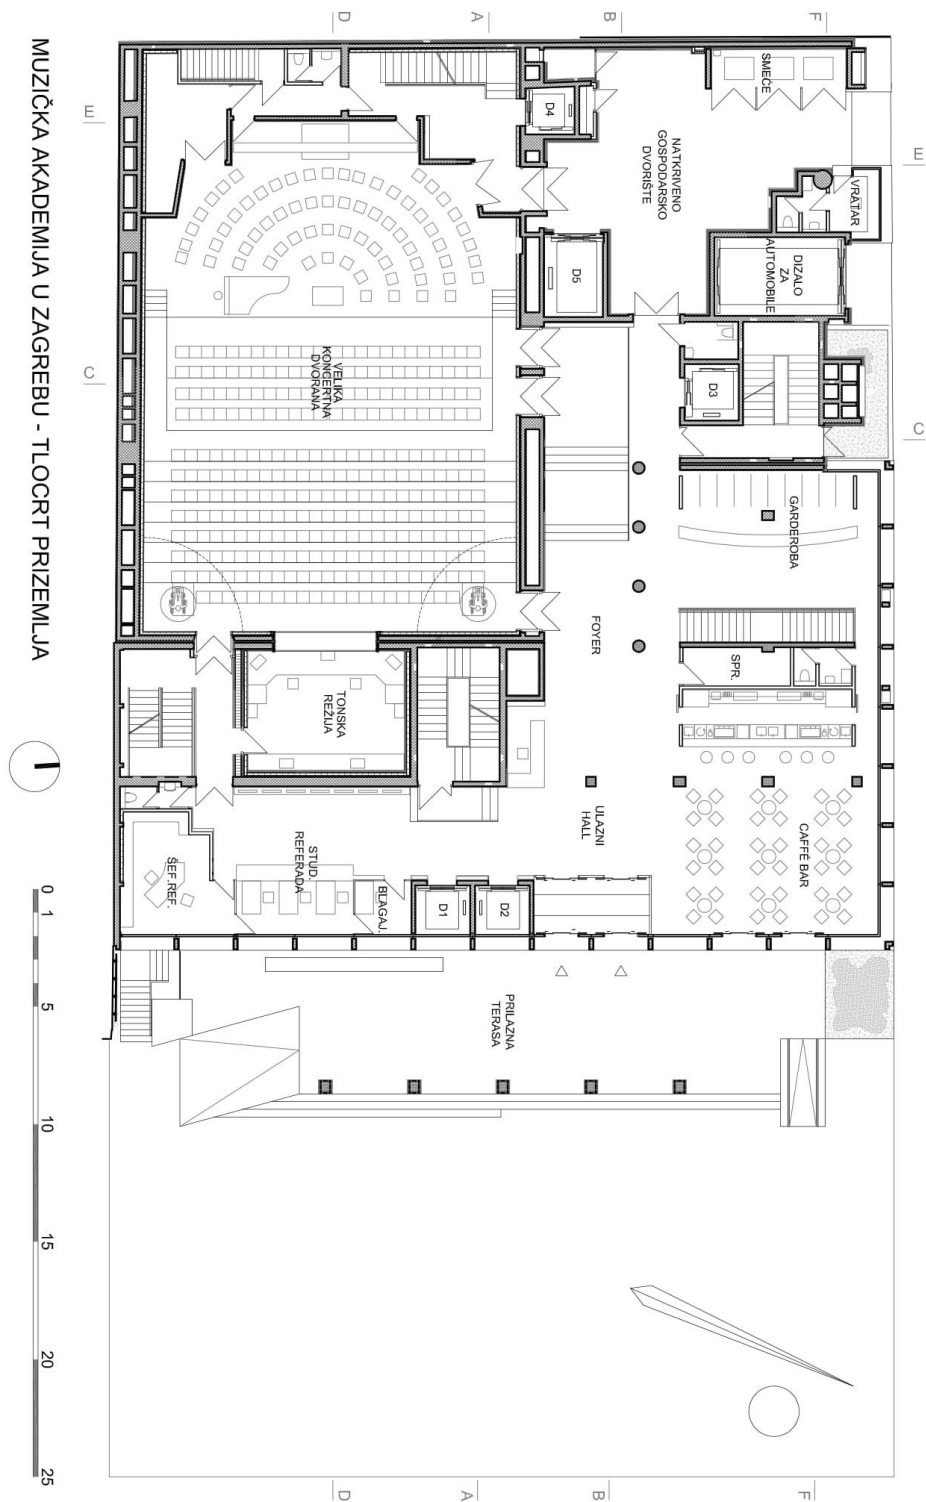 MUZIČKA AKADEMIJA U ZAGREBU - TLOCRT PRIZEMLJA
D
A
B
F
E
E
C
C
SMEĆE
D4
NATKRIVENO
GOSPODARSKO
DVORIŠTE
VRATAR
D5
DIZALO
ZA
AUTOMOBILE
VELIKA
KONCERTNA
DVORANA
D3
GARDEROBA
FOYER
SPR.
TONSKA
REŽIJA
ULAZNI
HALL
CAFFÉ BAR
STUD.
REFERADA
ŠEF.REF.
BLAGAJ.
D1
D2
PRILAZNA
TERASA
0
1
5
10
15
20
25
D
A
B
F